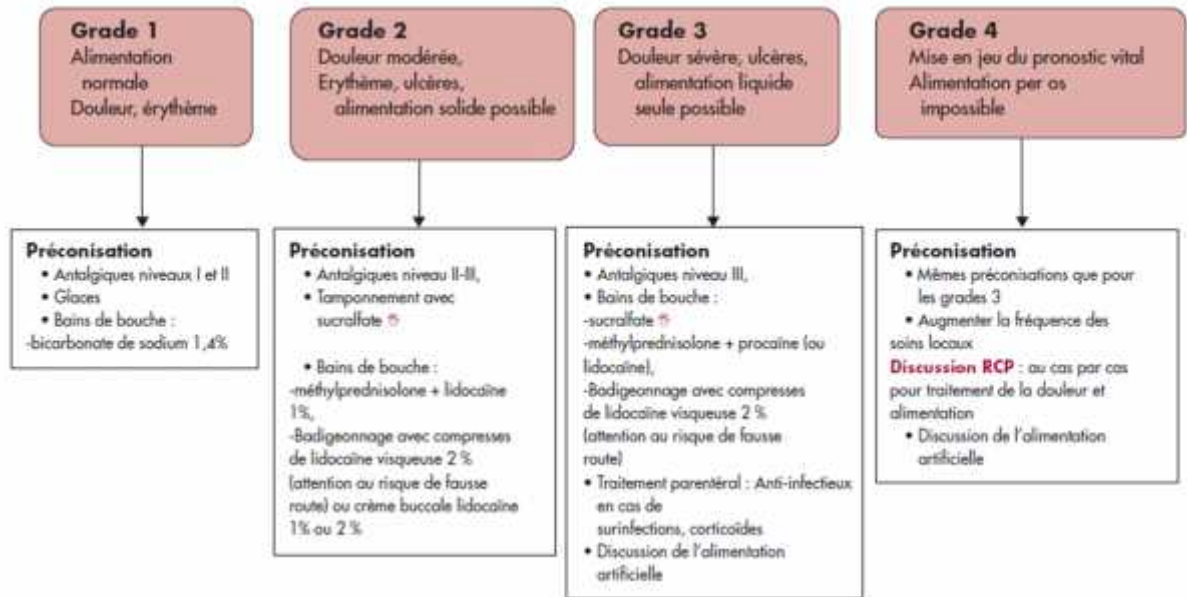 Grade 1
Alimentation
normale
Douleur, érythème
Grade 2
Douleur modérée,
Erythème, ulcères,
alimentation solide possible
Grade 3
Douleur sévère, ulcères,
alimentation liquide
seule possible
Grade 4
Mise en jeu du pronostic vital
Alimentation per os
impossible
Préconisation
• Antalgiques niveaux I et II
• Glaces
• Bains de bouche :
-bicarbonate de sodium 1,4%
Préconisation
• Antalgiques niveau II-III,
• Tamponnement avec
sucralfate
• Bains de bouche :
-méthylprednisolone + lidocaïne
1%,
-Badigeonnage avec compresses
de lidocaïne visqueuse 2 %
(attention au risque de fausse
route) ou crème buccale lidocaïne
1% ou 2 %
Préconisation
• Antalgiques niveau III,
• Bains de bouche :
-sucralfate
-méthylprednisolone + procaïne (ou
lidocaïne),
-Badigeonnage avec compresses
de lidocaïne visqueuse 2 %
(attention au risque de fausse
route)
• Traitement parentéral : Anti-infectieux
en cas de
surinfections, corticoïdes
• Discussion de l'alimentation
artificielle
Préconisation
• Mêmes préconisations que pour
les grades 3
• Augmenter la fréquence des
soins locaux
Discussion RCP : au cas par cas
pour traitement de la douleur et
alimentation
• Discussion de l'alimentation
artificielle